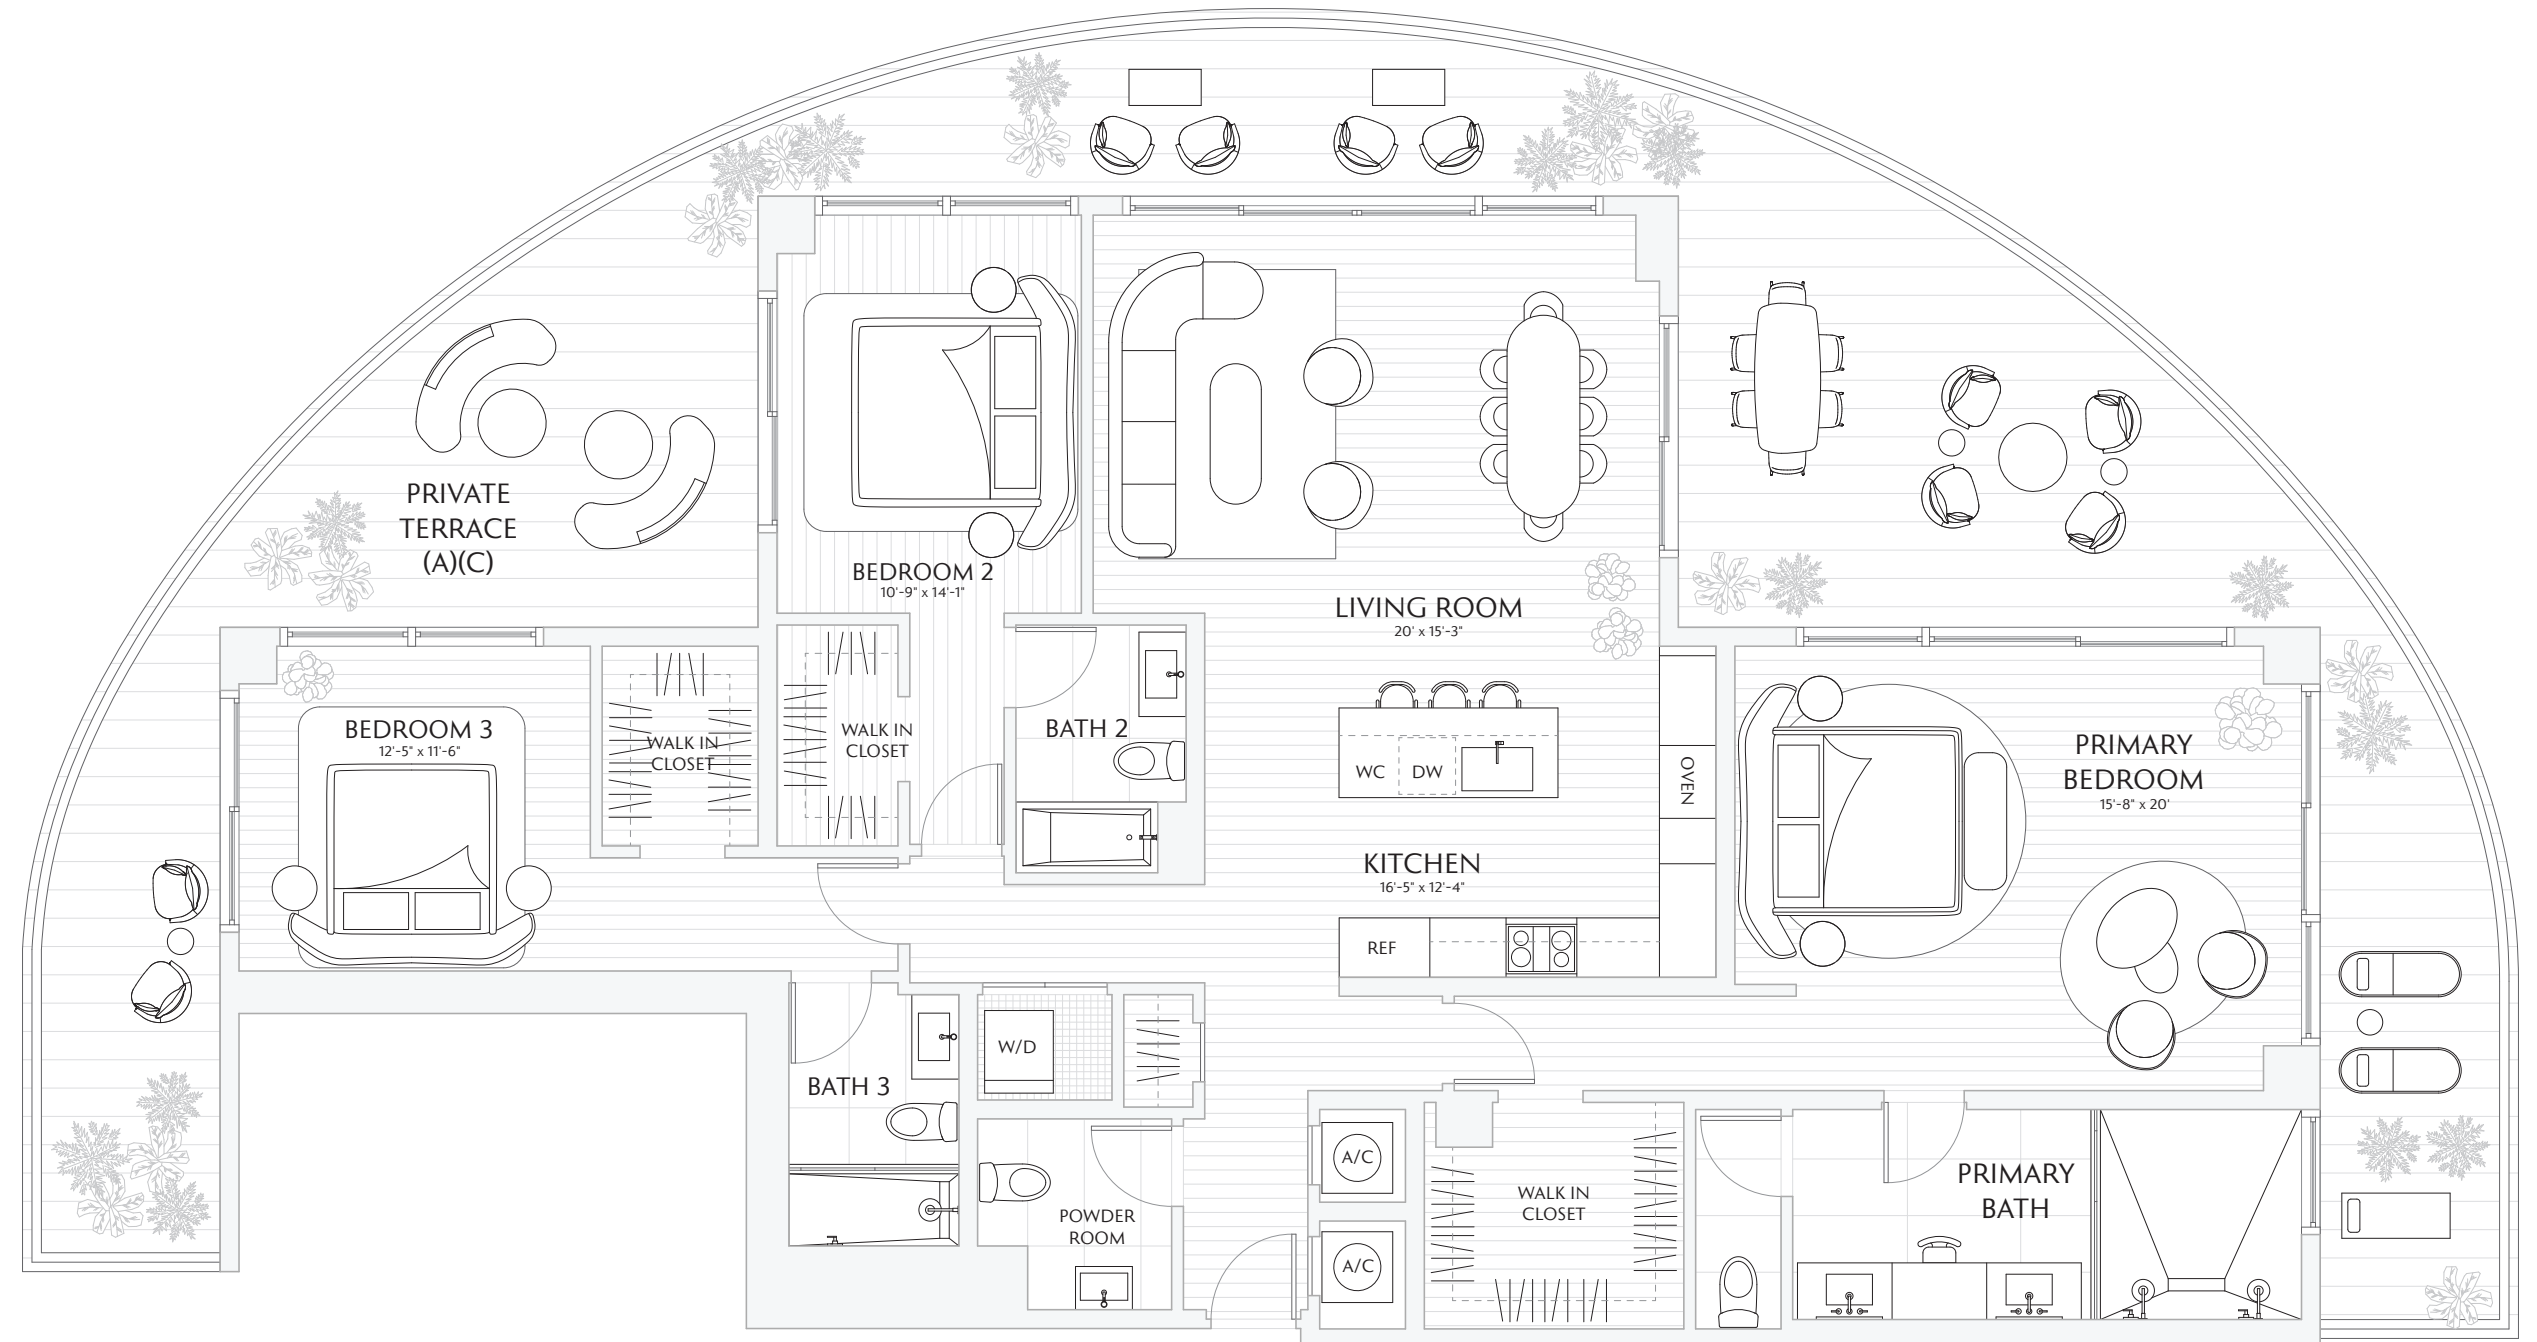 PRIVATE
TERRACE
(A)(C)
BEDROOM 2
10'-9" x 14'-1"
LIVING ROOM
20' x 15'-3"
BEDROOM 3
12'-5" x 11'-6"
WALK IN
CLOSET
WALK IN
CLOSET
BATH 2
WC
DW
OVEN
PRIMARY
BEDROOM
15'-8" x 20'
KITCHEN
16'-5" x 12'-4"
REF
W/D
BATH 3
POWDER
ROOM
A/C
A/C
WALK IN
CLOSET
PRIMARY
BATH